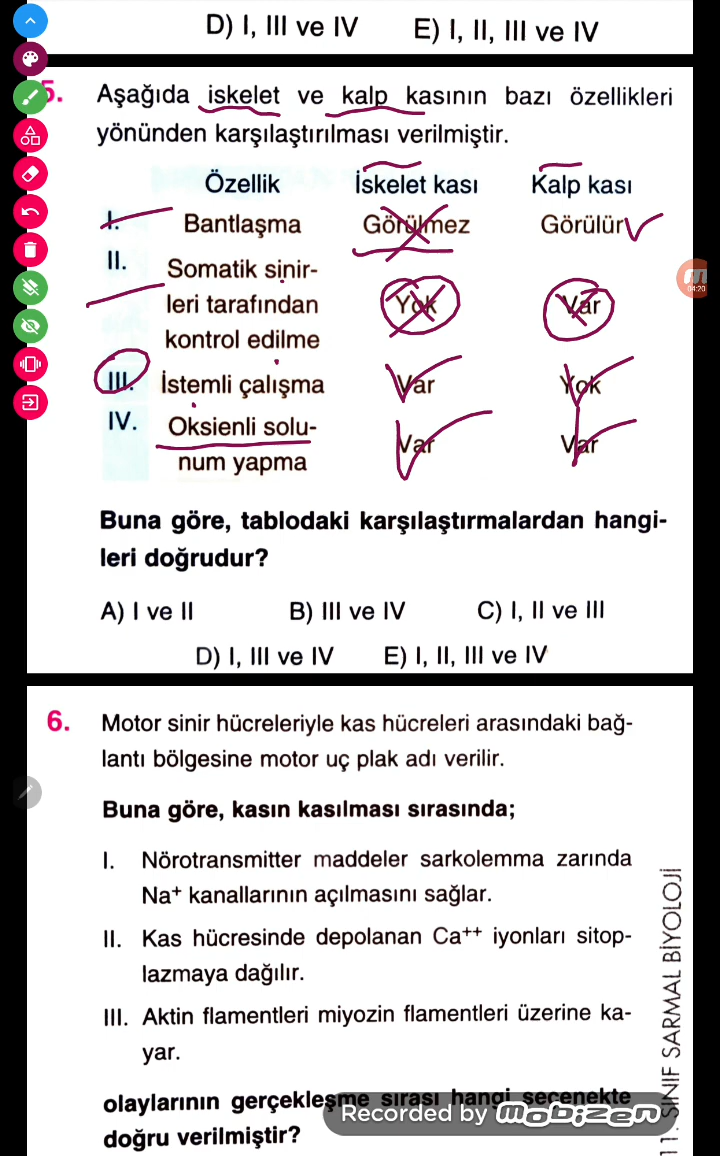 D) I, III ve IV E) I, II, III ve IV
5. Aşağıda iskelet ve kalp kasının bazı özellikleri
yönünden karşılaştırılması verilmiştir.
Özellik İskelet kası Kalp kası
I. Bantlaşma Görülmez Görülür
II. Somatik sinir-
leri tarafından Yok Var
kontrol edilme
III. İstemli çalışma Var Yok
IV. Oksienli solu-
num yapma Var Var
Buna göre, tablodaki karşılaştırmalardan hangi-
leri doğrudur?
A) I ve II B) III ve IV C) I, II ve III
D) I, III ve IV E) I, II, III ve IV
04:20
6. Motor sinir hücreleriyle kas hücreleri arasındaki bağ-
lantı bölgesine motor uç plak adı verilir.
Buna göre, kasın kasılması sırasında;
I. Nörotransmitter maddeler sarkolemma zarında
Na⁺ kanallarının açılmasını sağlar.
II. Kas hücresinde depolanan Ca⁺⁺ iyonları sitop-
lazmaya dağılır.
III. Aktin flamentleri miyozin flamentleri üzerine ka-
yar.
olaylarının gerçekleşme sırası hangi seçenekte
doğru verilmiştir?
11. SINIF SARMAL BİYOLOJİ
Recorded by mobizen